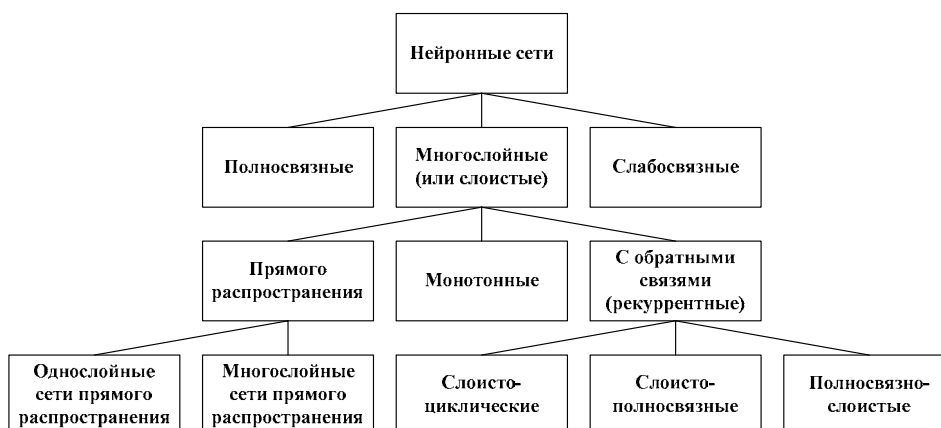 Нейронные сети
Полносвязные
Многослойные
(или слоистые)
Слабосвязные
Прямого
распространения
Монотонные
С обратными
связями
(рекуррентные)
Однослойные
сети прямого
распространения
Многослойные
сети прямого
распространения
Слоисто-
циклические
Слоисто-
полносвязные
Полносвязно-
слоистые